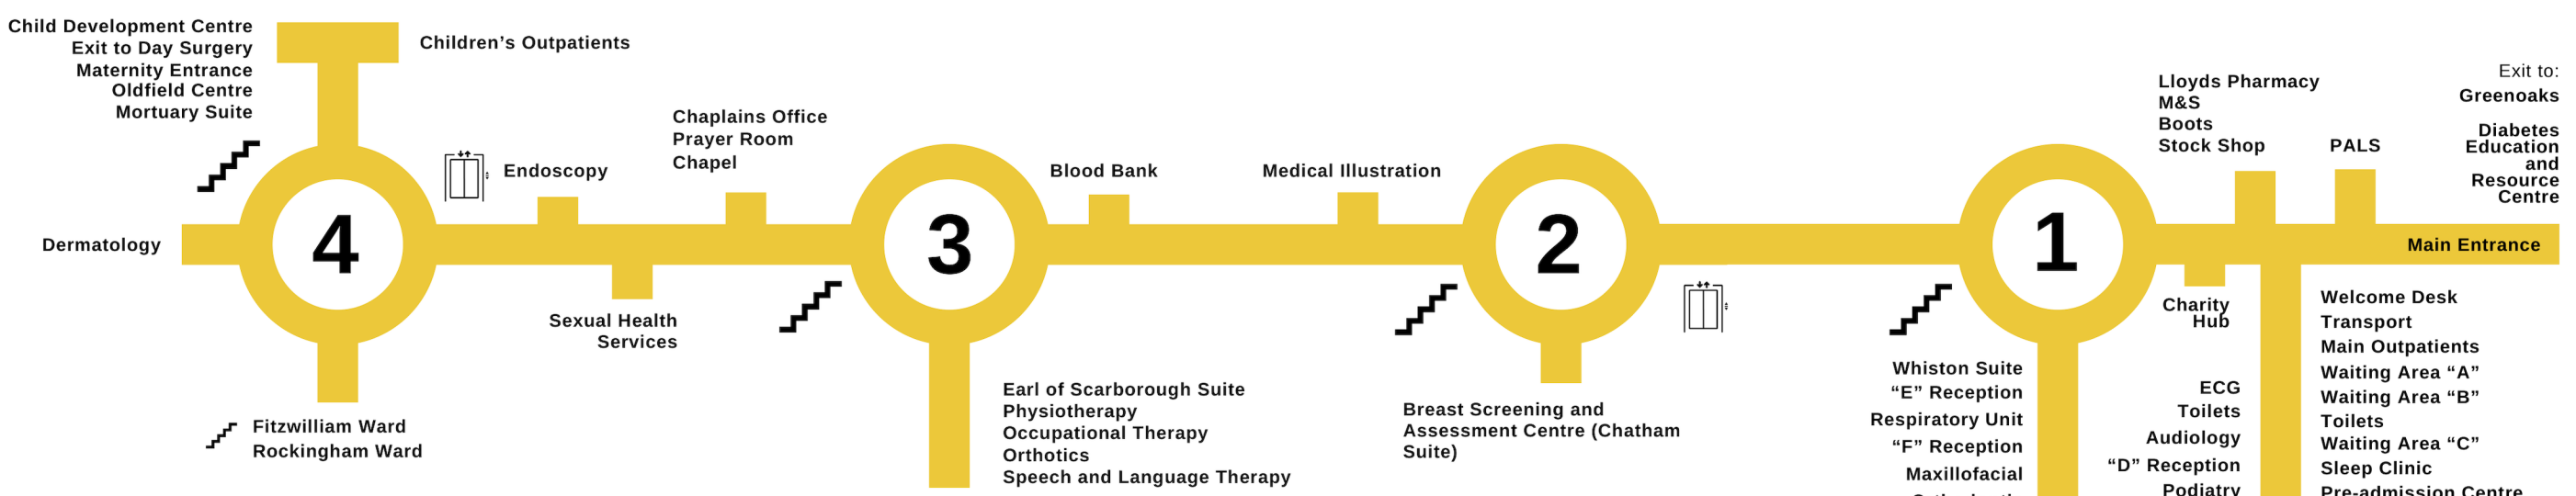 Child Development Centre
Exit to Day Surgery
Maternity Entrance
Oldfield Centre
Mortuary Suite
Children’s Outpatients
Dermatology
4
Fitzwilliam Ward
Rockingham Ward
Endoscopy
Sexual Health
Services
Chaplains Office
Prayer Room
Chapel
3
Earl of Scarborough Suite
Physiotherapy
Occupational Therapy
Orthotics
Speech and Language Therapy
Blood Bank
Medical Illustration
2
Breast Screening and
Assessment Centre (Chatham
Suite)
1
Whiston Suite
“E” Reception
Respiratory Unit
“F” Reception
Maxillofacial
Lloyds Pharmacy
M&S
Boots
Stock Shop
PALS
Exit to:
Greenoaks
Diabetes
Education
and
Resource
Centre
Main Entrance
Charity
Hub
ECG
Toilets
Audiology
“D” Reception
Podiatry
Welcome Desk
Transport
Main Outpatients
Waiting Area “A”
Waiting Area “B”
Toilets
Waiting Area “C”
Sleep Clinic
Pre-admission Centre